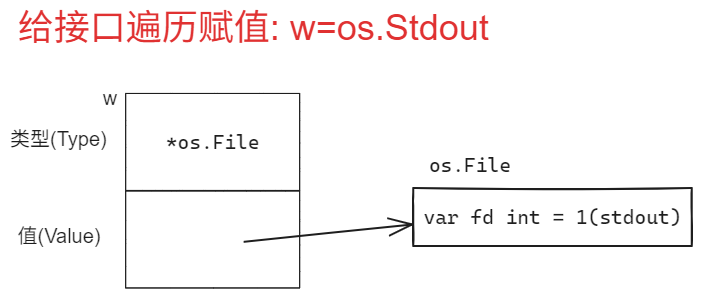 给接口遍历赋值: w=os.Stdout
w
类型(Type)
*os.File
os.File
var fd int = 1(stdout)
值(Value)